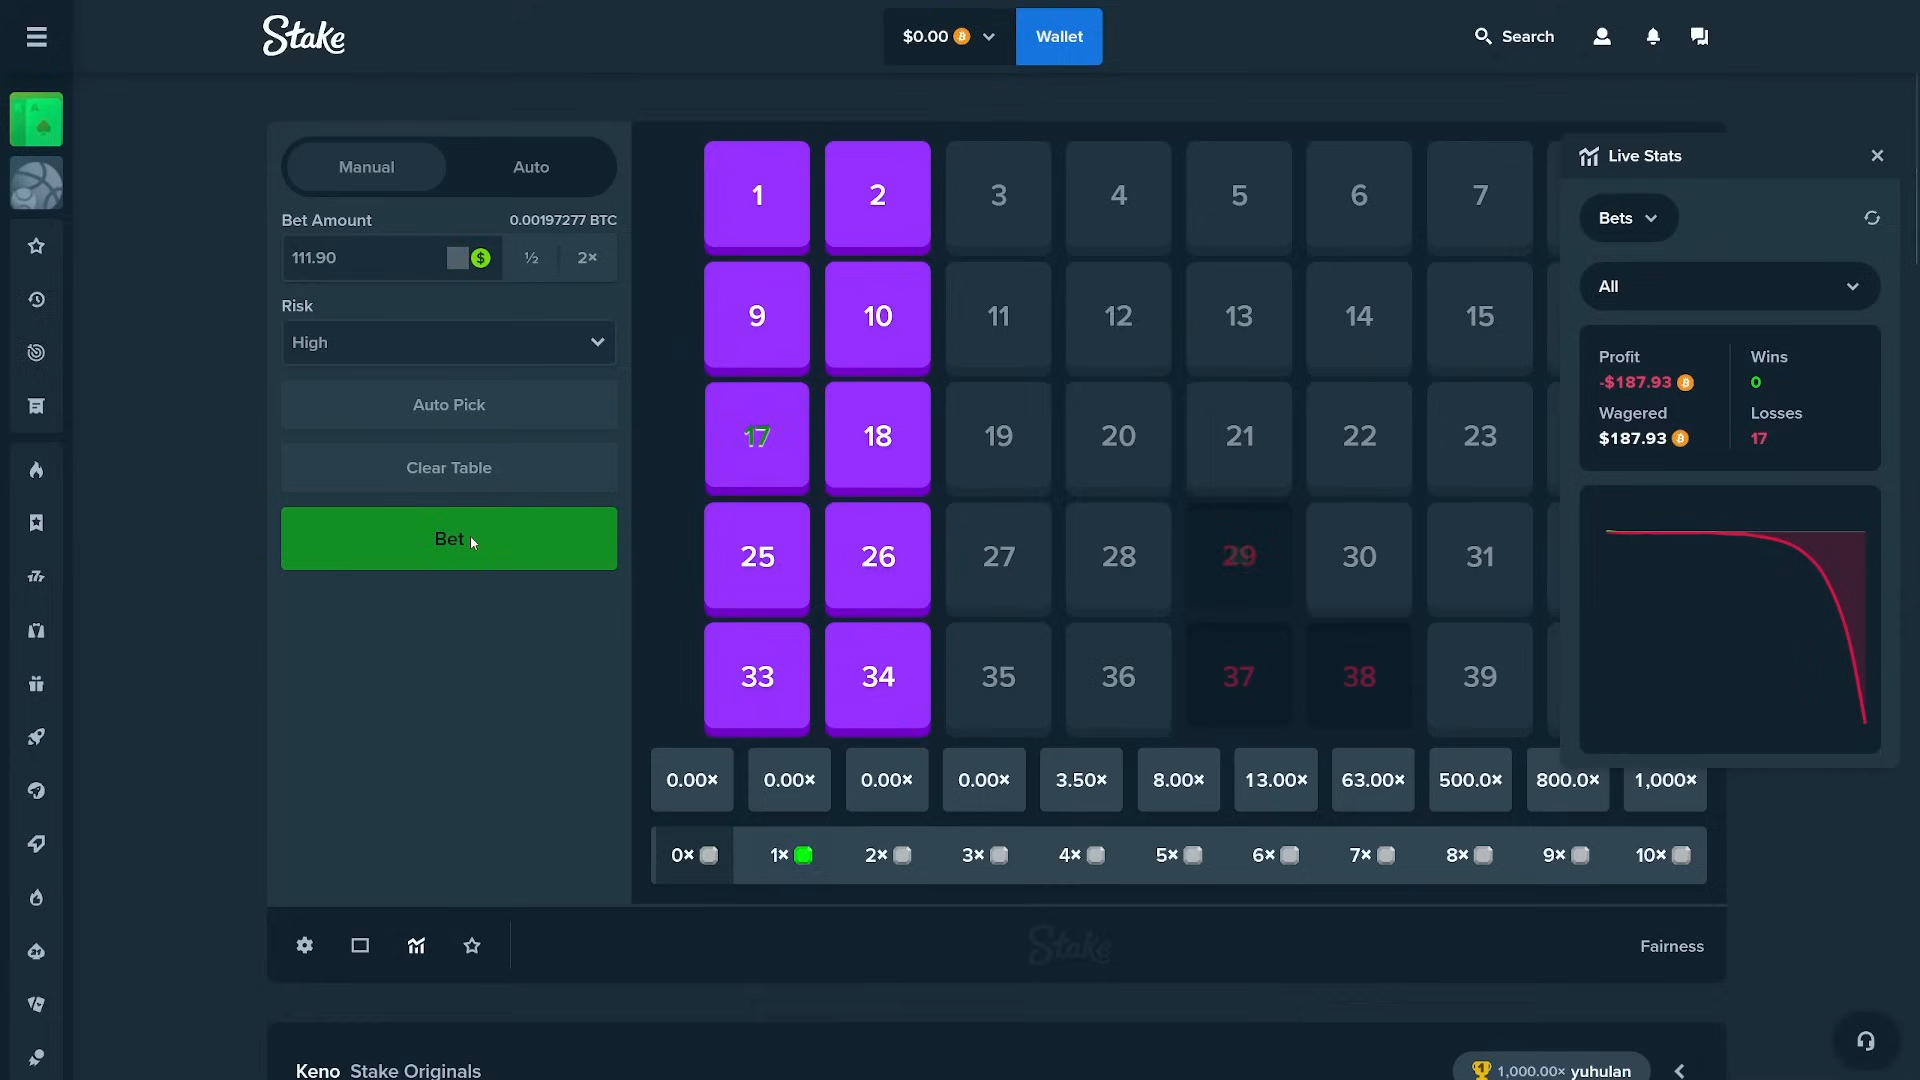 Stake
$0.00
Wallet
Search
Manual
Auto
Bet Amount
0.00197277 BTC
111.90
½
2×
Risk
High
Auto Pick
Clear Table
Bet
1 2 3 4 5 6 7
9 10 11 12 13 14 15
17 18 19 20 21 22 23
25 26 27 28 29 30 31
33 34 35 36 37 38 39
0.00× 0.00× 0.00× 0.00× 3.50× 8.00× 13.00× 63.00× 500.0× 800.0× 1,000×
0× 1× 2× 3× 4× 5× 6× 7× 8× 9× 10×
Live Stats
Bets
All
Profit
-$187.93
Wins
0
Wagered
$187.93
Losses
17
Stake
Fairness
Keno Stake Originals
1,000.00× yuhulan